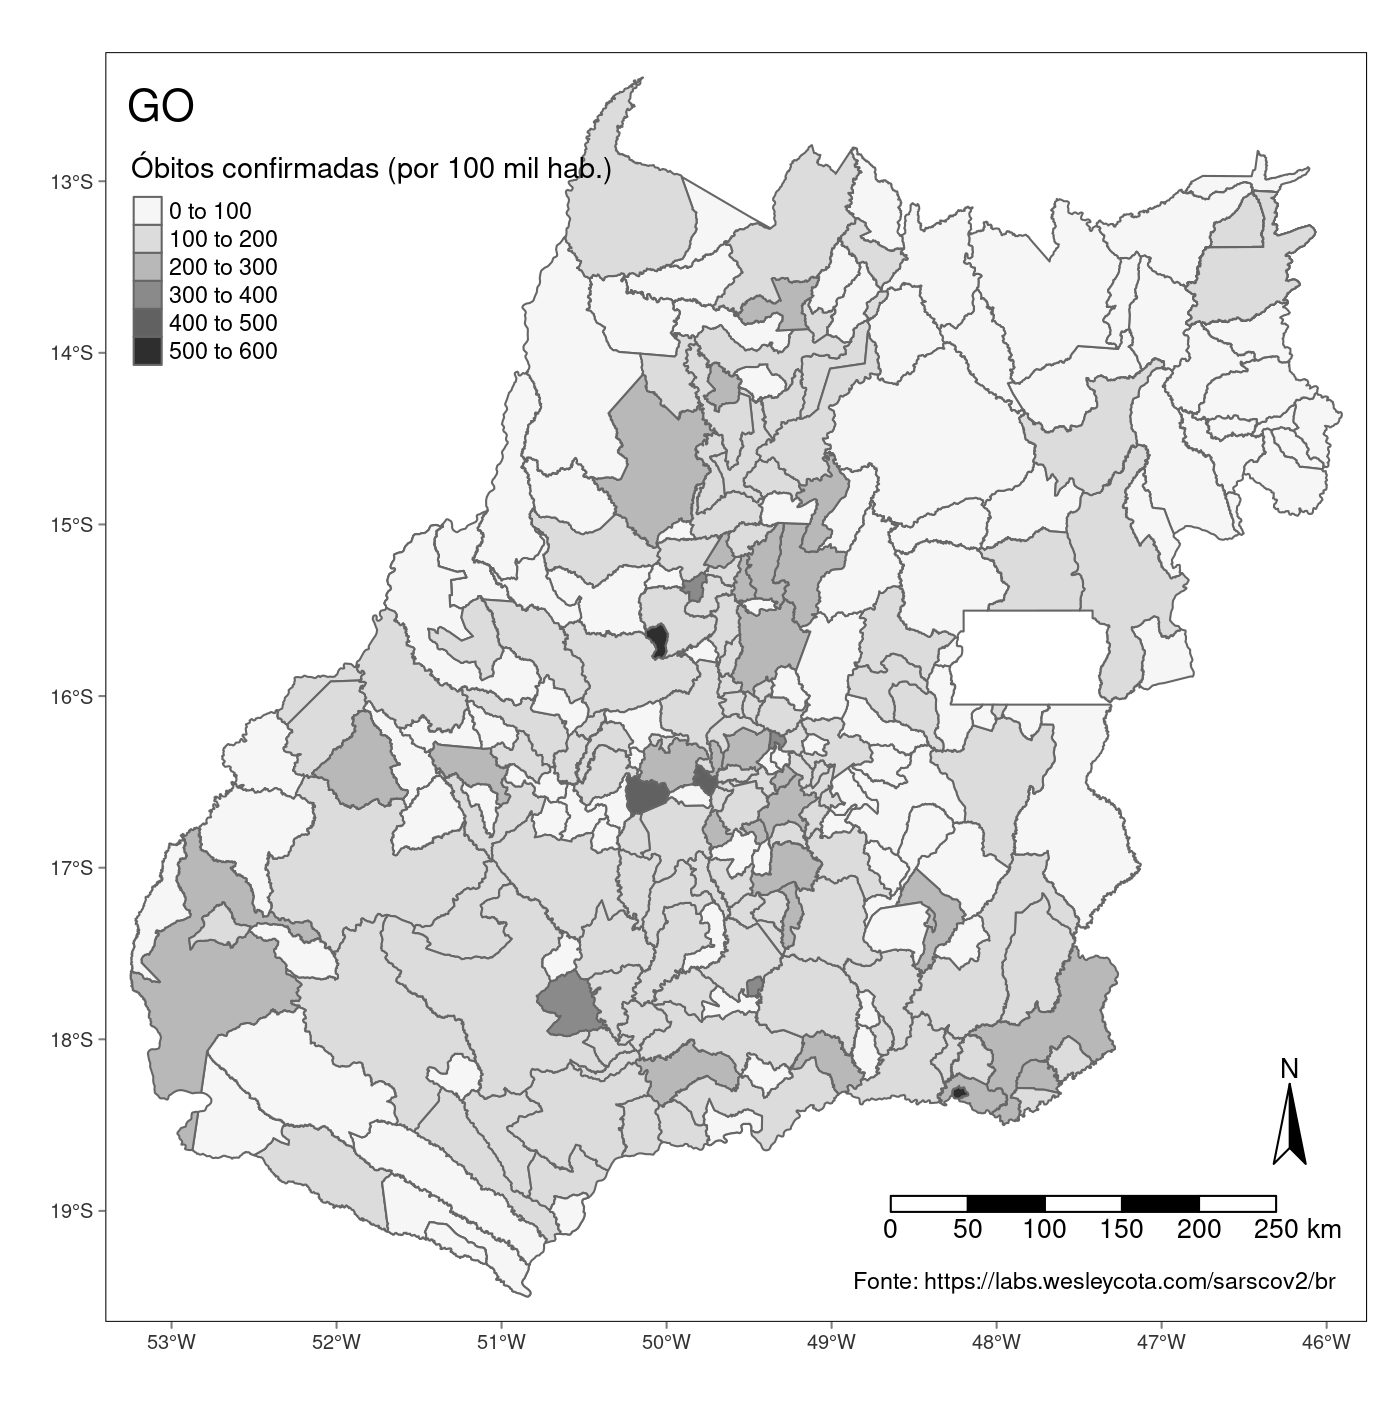 GO
Óbitos confirmadas (por 100 mil hab.)
0 to 100
100 to 200
200 to 300
300 to 400
400 to 500
500 to 600
13°S
14°S
15°S
16°S
17°S
18°S
19°S
N
0 50 100 150 200 250 km
Fonte: https://labs.wesleycota.com/sarscov2/br
53°W 52°W 51°W 50°W 49°W 48°W 47°W 46°W